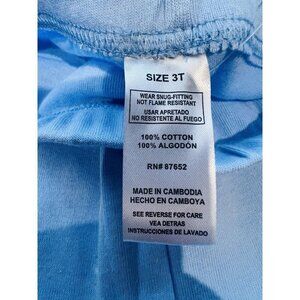 SIZE 3T
WEAR SNUG-FITTING
NOT FLAME RESISTANT
USAR APRETADO
NO RESISTENTE AL FUEGO
100% COTTON
100% ALGODÓN
RN# 87652
MADE IN CAMBODIA
HECHO EN CAMBOYA
SEE REVERSE FOR CARE
VEA DETRAS
INSTRUCCIONES DE LAVADO